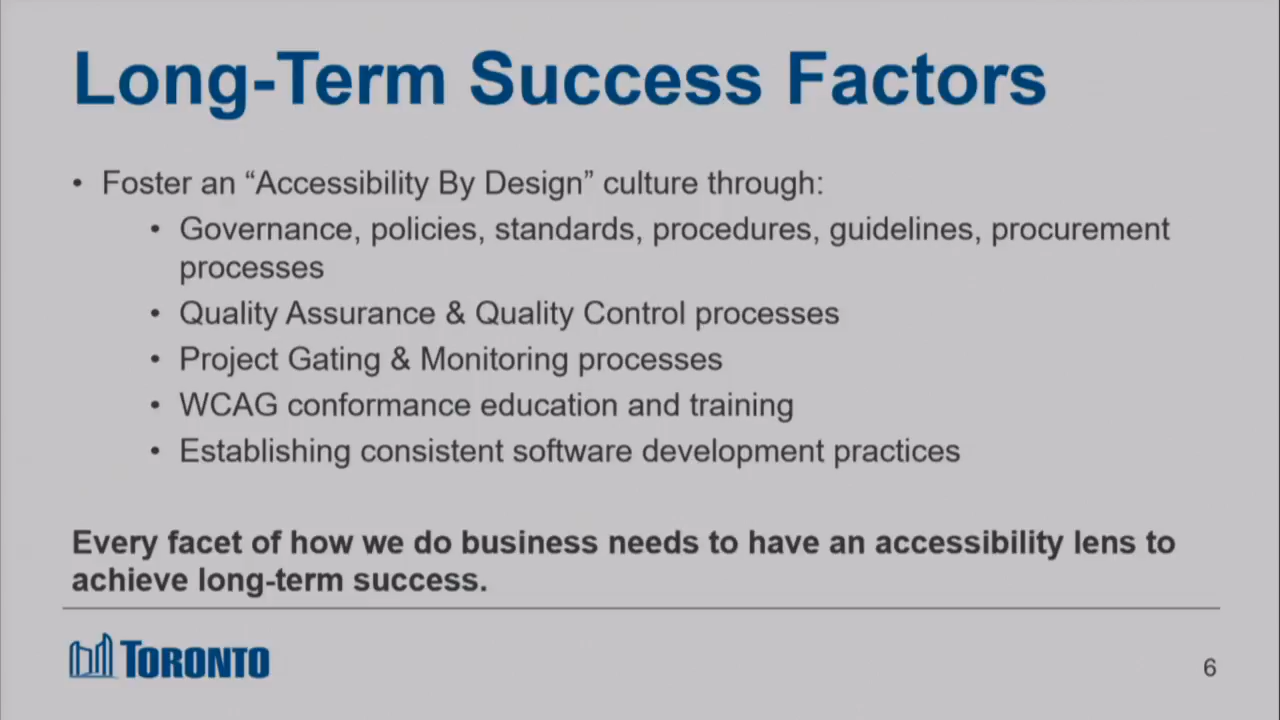 Long-Term Success Factors
• Foster an “Accessibility By Design” culture through:
• Governance, policies, standards, procedures, guidelines, procurement
processes
• Quality Assurance & Quality Control processes
• Project Gating & Monitoring processes
• WCAG conformance education and training
• Establishing consistent software development practices
Every facet of how we do business needs to have an accessibility lens to
achieve long-term success.
TORONTO
6